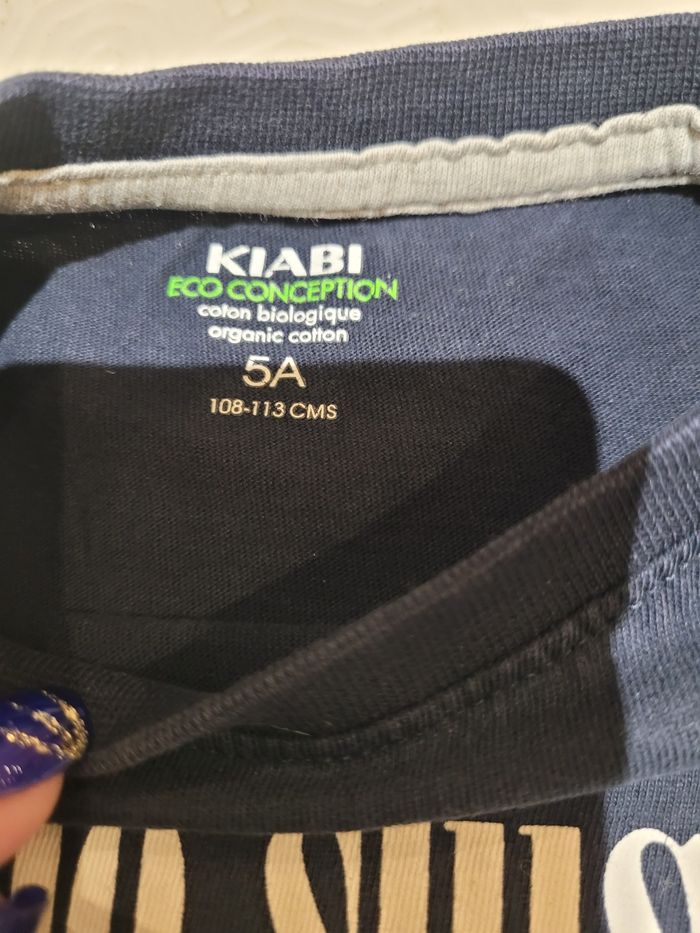 KIABI
ECO CONCEPTION
coton biologique
organic cotton
5A
108-113 CMS